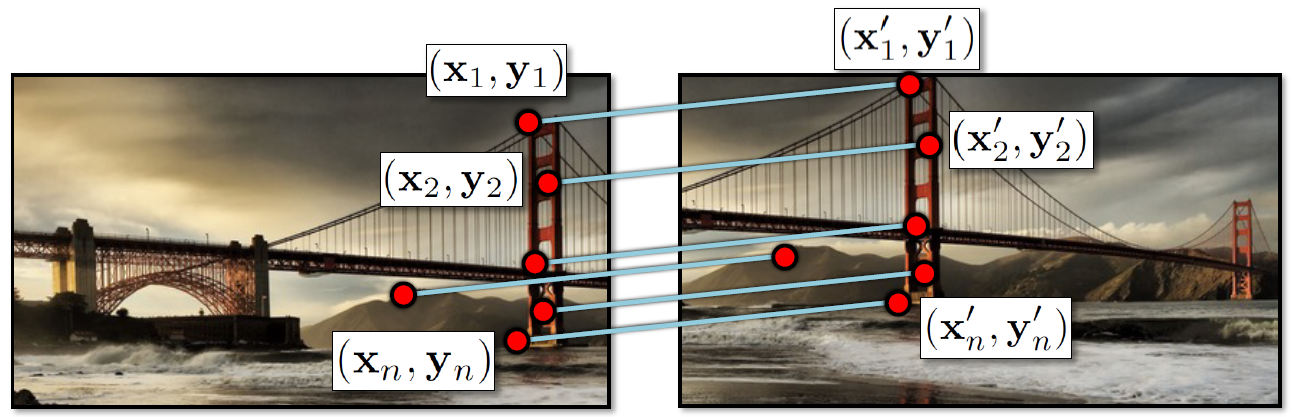 (x₁, y₁)
(x₂, y₂)
(xₙ, yₙ)
(x′₁, y′₁)
(x′₂, y′₂)
(x′ₙ, y′ₙ)